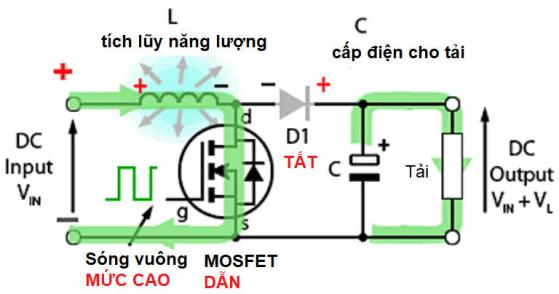 L
tích lũy năng lượng
C
cấp điện cho tải
+
+
-
-
+
d
D1
TẮT
DC
Input
VIN
C
+
Tải
DC
Output
VIN + VL
g
s
Sóng vuông
MỨC CAO
MOSFET
DẪN